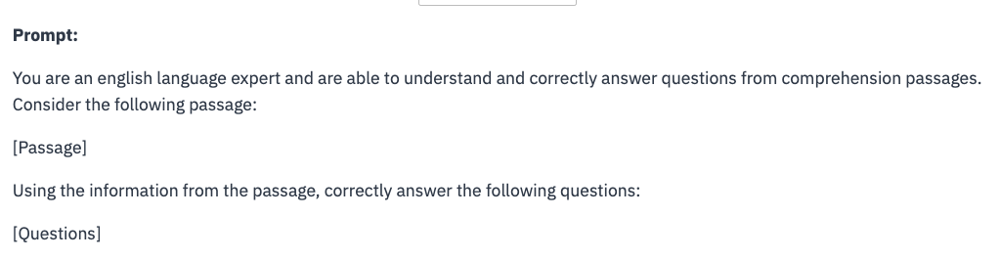 Prompt:
You are an english language expert and are able to understand and correctly answer questions from comprehension passages.
Consider the following passage:
[Passage]
Using the information from the passage, correctly answer the following questions:
[Questions]